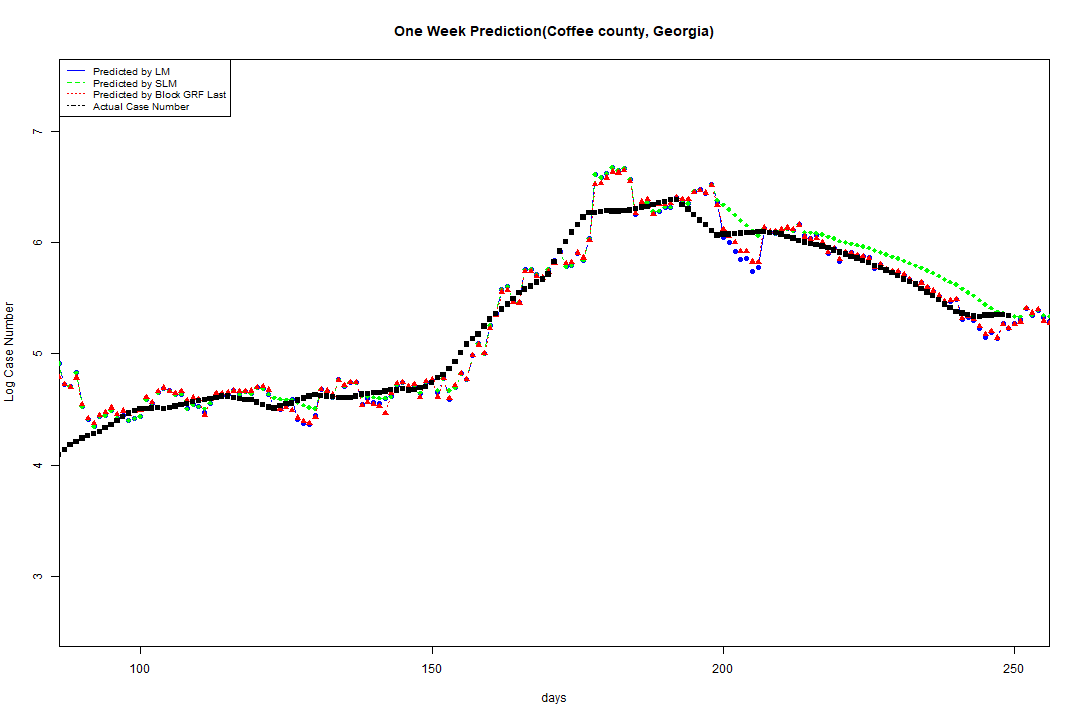 One Week Prediction(Coffee county, Georgia)
Predicted by LM
Predicted by SLM
Predicted by Block GRF Last
Actual Case Number
7
6
5
4
3
Log Case Number
100 150 200 250
days